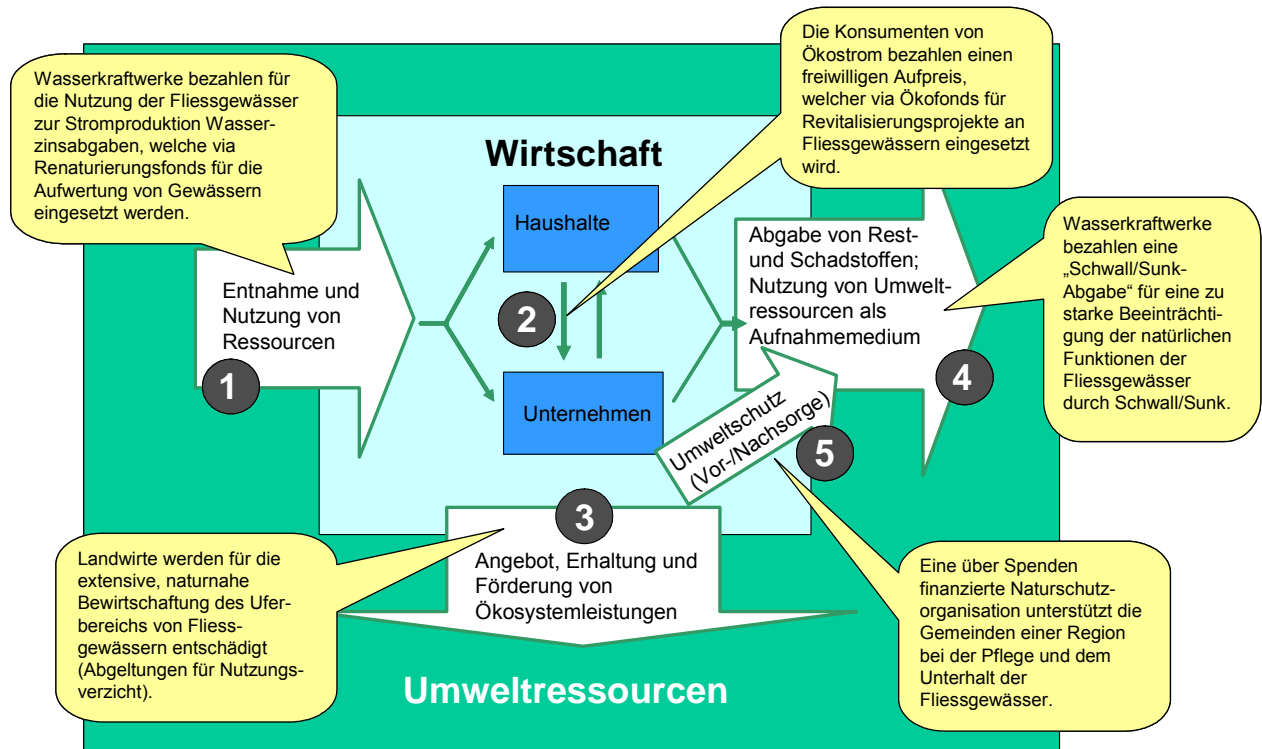 Wasserkraftwerke bezahlen für
die Nutzung der Fliessgewässer
zur Stromproduktion Wasser-
zinsabgaben, welche via
Renaturierungsfonds für die
Aufwertung von Gewässern
eingesetzt werden.
Die Konsumenten von
Ökostrom bezahlen einen
freiwilligen Aufpreis,
welcher via Ökofonds für
Revitalisierungsprojekte an
Fliessgewässern eingesetzt
wird.
Wirtschaft
Haushalte
Unternehmen
Entnahme und
Nutzung von
Ressourcen
1
2
Abgabe von Rest-
und Schadstoffen;
Nutzung von Umwelt-
ressourcen als
Aufnahmemedium
4
Wasserkraftwerke
bezahlen eine
„Schwall/Sunk-
Abgabe“ für eine zu
starke Beeinträchti-
gung der natürlichen
Funktionen der
Fliessgewässer
durch Schwall/Sunk.
Umweltschutz
(Vor-/Nachsorge)
5
3
Angebot, Erhaltung und
Förderung von
Ökosystemleistungen
Landwirte werden für die
extensive, naturnahe
Bewirtschaftung des Ufer-
bereichs von Fliess-
gewässern entschädigt
(Abgeltungen für Nutzungs-
verzicht).
Eine über Spenden
finanzierte Naturschutz-
organisation unterstützt die
Gemeinden einer Region
bei der Pflege und dem
Unterhalt der
Fliessgewässer.
Umweltressourcen